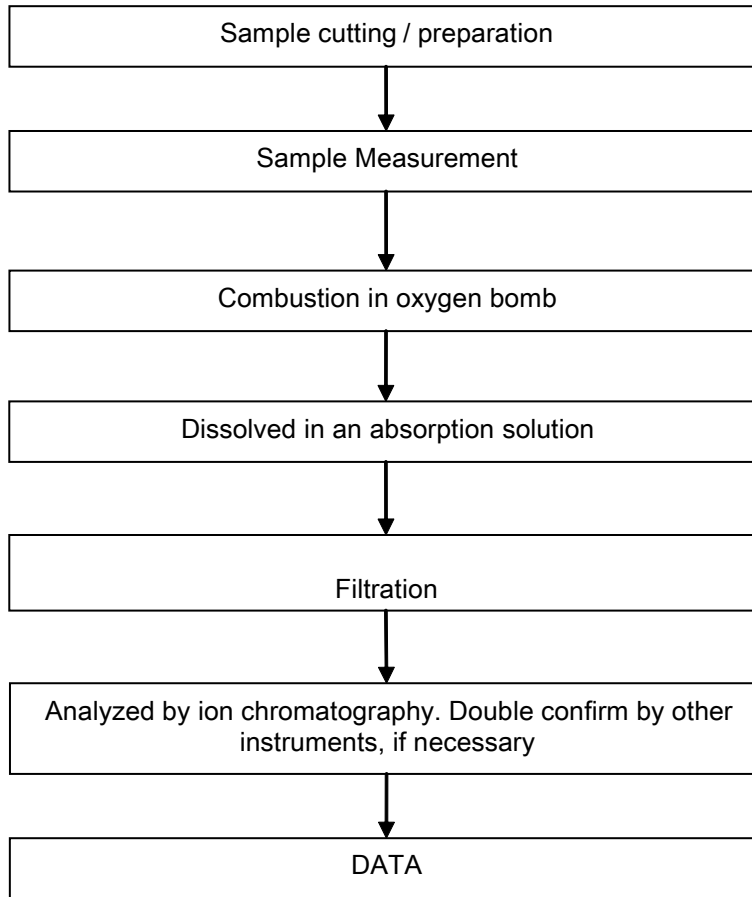 Sample cutting / preparation
Sample Measurement
Combustion in oxygen bomb
Dissolved in an absorption solution
Filtration
Analyzed by ion chromatography. Double confirm by other
instruments, if necessary
DATA